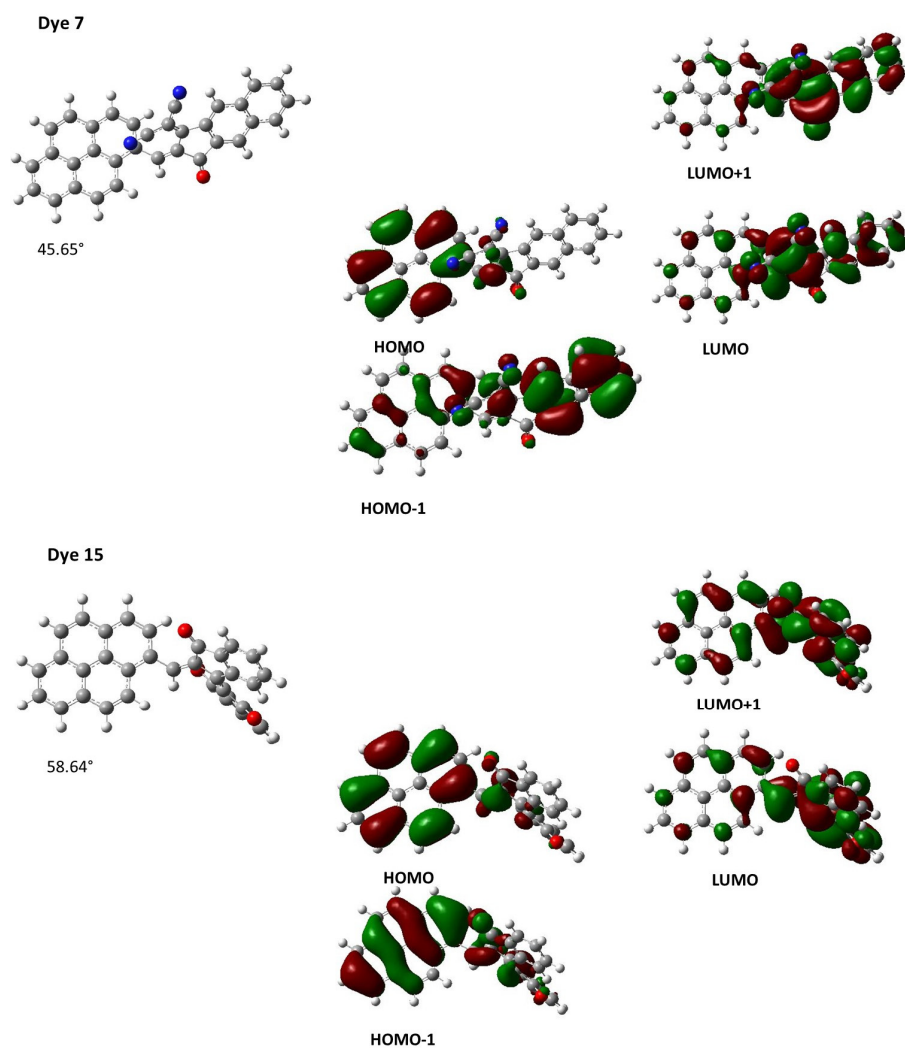 Dye 7
LUMO+1
45.65°
HOMO
LUMO
HOMO-1
Dye 15
LUMO+1
58.64°
HOMO
LUMO
HOMO-1